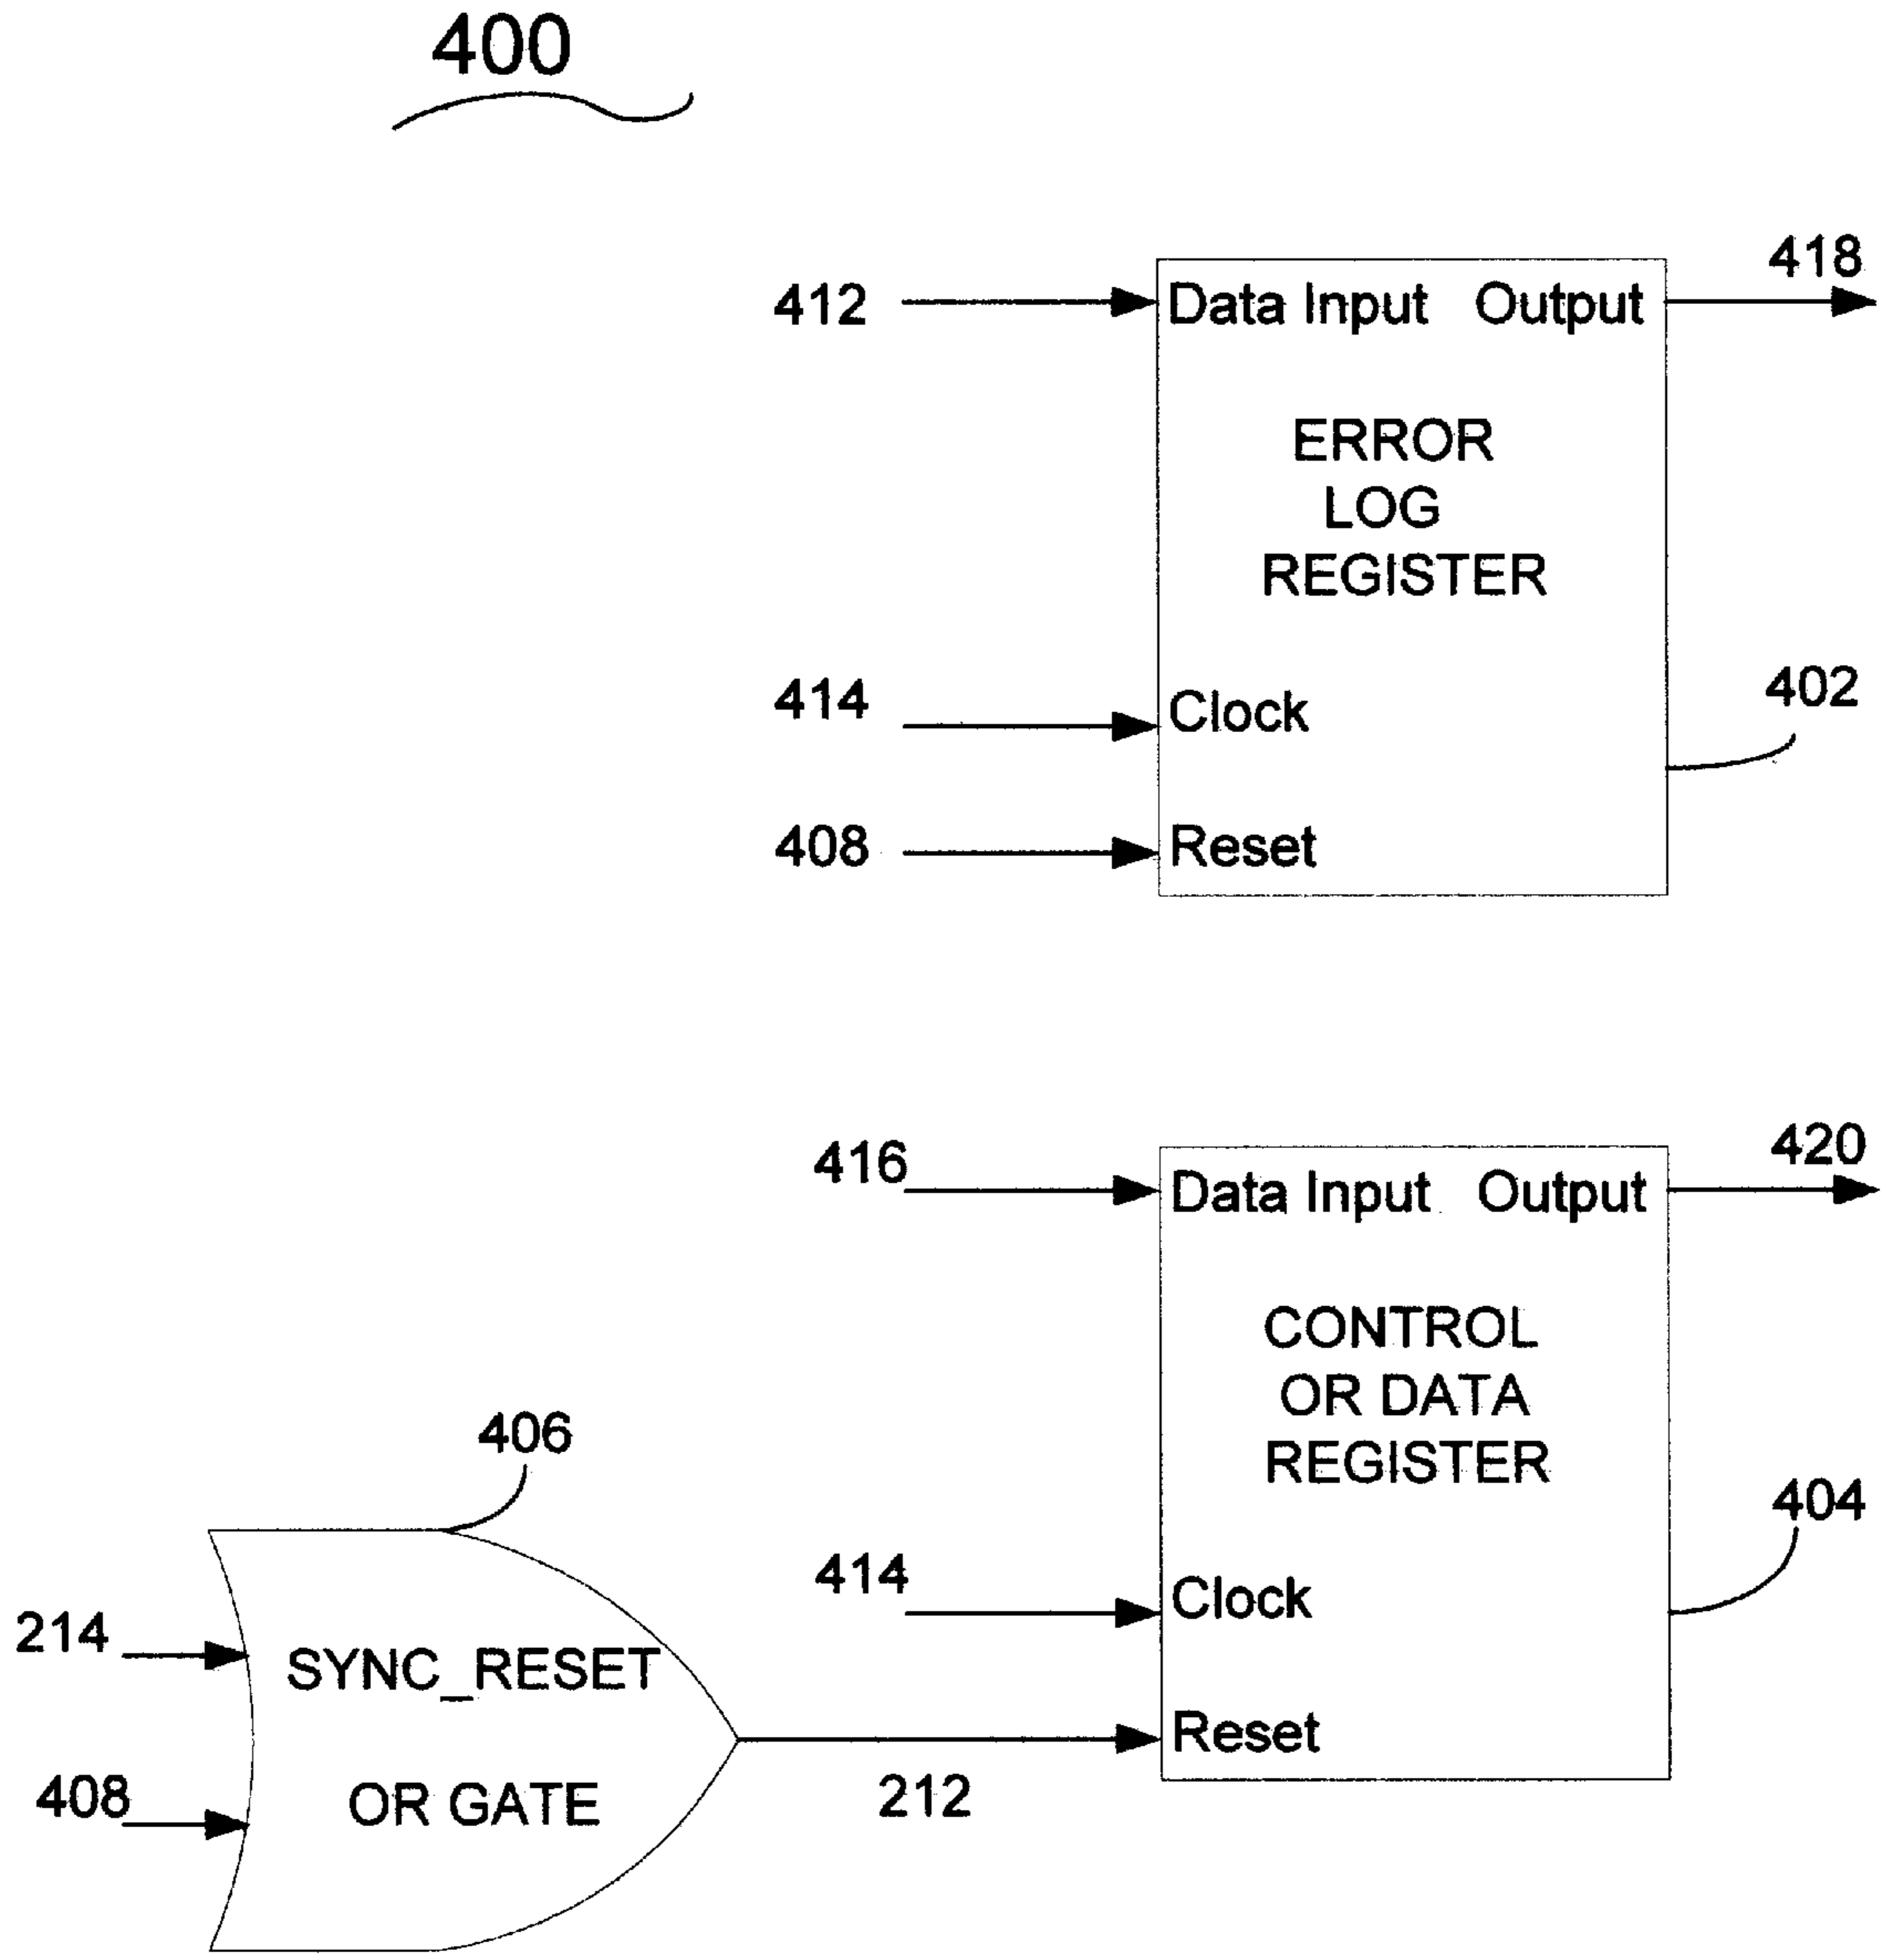 400
418
412
Data Input Output
ERROR
LOG
REGISTER
414
Clock
402
408
Reset
416
420
Data Input Output
CONTROL
OR DATA
REGISTER
406
404
414
Clock
214
SYNC_RESET
Reset
408
OR GATE
212